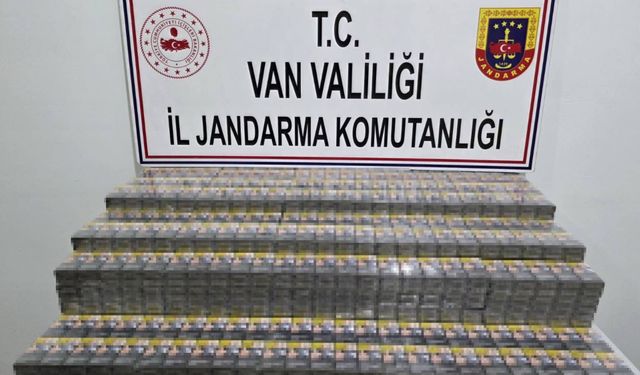 T.C.
VAN VALİLİĞİ
İL JANDARMA KOMUTANLIĞI
JANDARMA